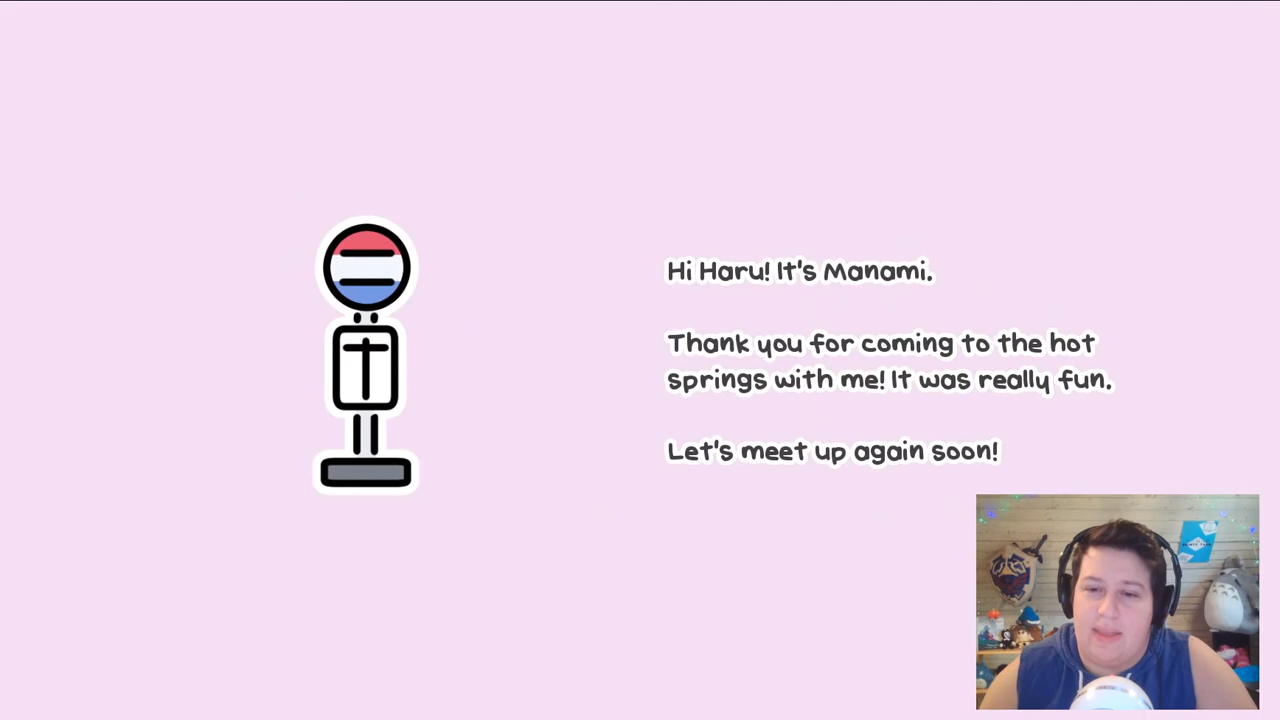 Hi Haru! It's Manami.
Thank you for coming to the hot
springs with me! It was really fun.
Let's meet up again soon!